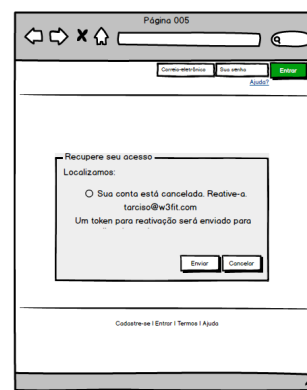 Página 005
Correio eletrônico Sua senha Entrar
Ajuda?
Recupere seu acesso
Localizamos:
Sua conta está cancelada. Reative-a.
tarciso@w3fit.com
Um token para reativação será enviado para
Enviar Cancelar
Cadastre-se | Entrar | Termos | Ajuda